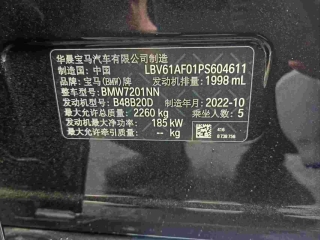 华晨宝马汽车有限公司制造
制造国：中国 LBV61AF01PS604611
品牌：宝马(BMW)牌 发动机排量：1998 mL
整车型号：BMW7201NN
发动机型号：B48B20D 制造年月：2022-10
最大允许总质量：2260 kg 乘坐人数：5
发动机最大净功率：185 kW
最大允许牵引质量：--kg